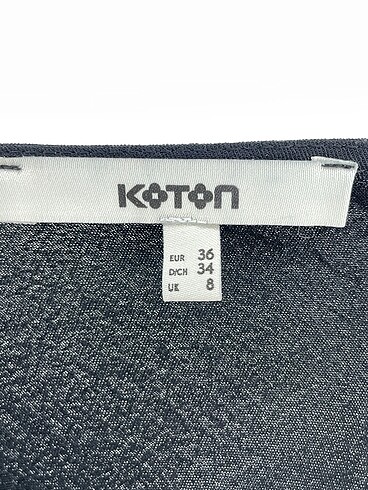 KOTON
EUR 36
D/CH 34
UK 8